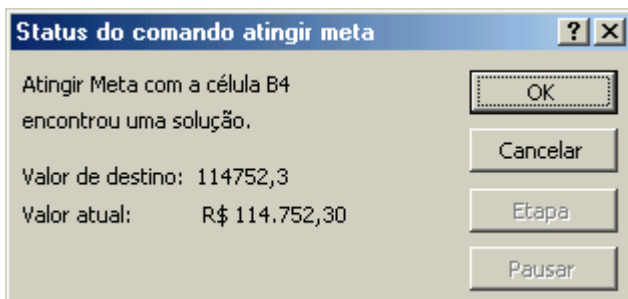 Status do comando atingir meta
? X
Atingir Meta com a célula B4
encontrou uma solução.
Valor de destino: 114752,3
Valor atual: R$ 114.752,30
OK
Cancelar
Etapa
Pausar